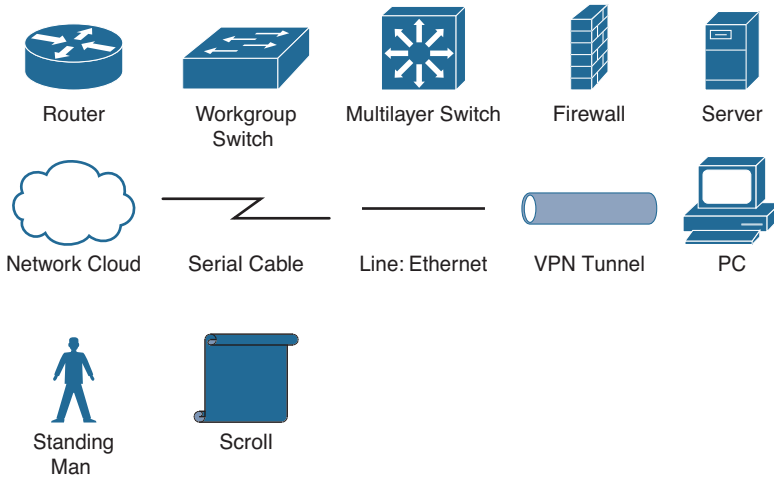 Router
Workgroup
Switch
Multilayer Switch
Firewall
Server
Network Cloud
Serial Cable
Line: Ethernet
VPN Tunnel
PC
Standing
Man
Scroll